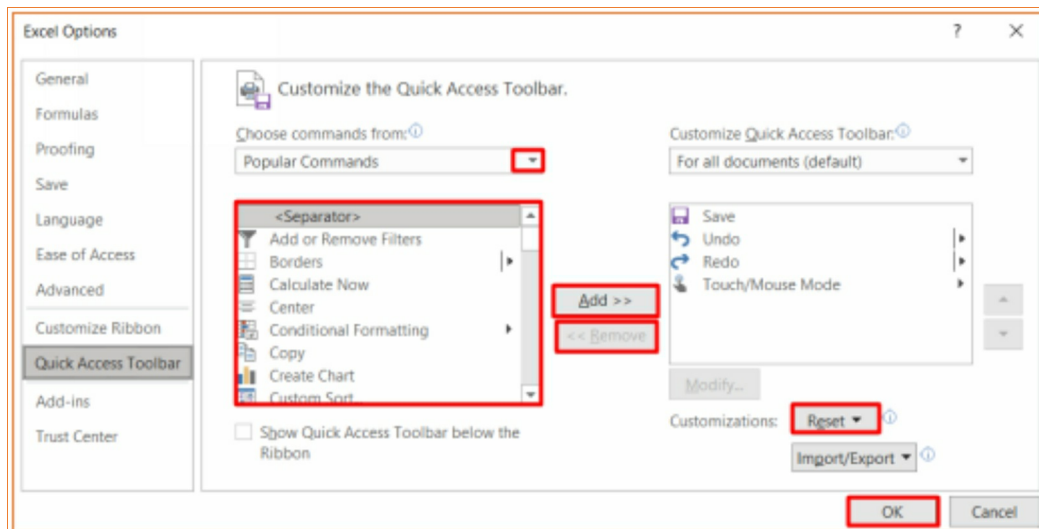 Excel Options
?
General
Formulas
Proofing
Save
Language
Ease of Access
Advanced
Customize Ribbon
Quick Access Toolbar
Add-ins
Trust Center
Customize the Quick Access Toolbar.
Choose commands from:
Popular Commands
<Separator>
Add or Remove Filters
Borders
Calculate Now
Center
Conditional Formatting
Copy
Create Chart
Custom Sort...
Show Quick Access Toolbar below the
Ribbon
Add >>
<< Remove
Customize Quick Access Toolbar:
For all documents (default)
Save
Undo
Redo
Touch/Mouse Mode
Modify...
Customizations:
Reset
Import/Export
OK
Cancel